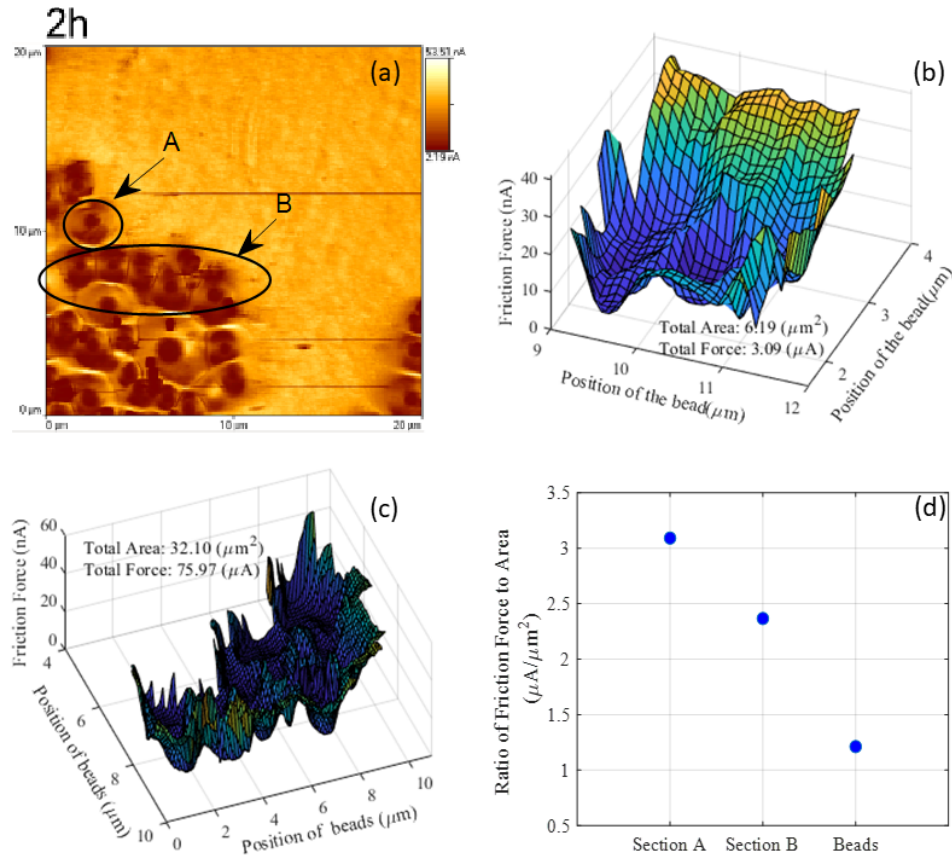 2h
(a)
20 µm
53.51 nA
2.19 nA
A
B
10 µm
0 µm
0 µm
10 µm
20 µm
(b)
Friction Force (nA)
40
30
20
10
0
9
10
11
12
Position of the bead(µm)
4
3
2
Position of the bead(µm)
Total Area: 6.19 (µm²)
Total Force: 3.09 (µA)
(c)
Friction Force (nA)
60
40
20
0
Total Area: 32.10 (µm²)
Total Force: 75.97 (µA)
4
6
8
10
Position of beads (µm)
0
2
4
6
8
10
Position of beads (µm)
(d)
Ratio of Friction Force to Area
(µA/µm²)
3.5
3
2.5
2
1.5
1
0.5
Section A
Section B
Beads